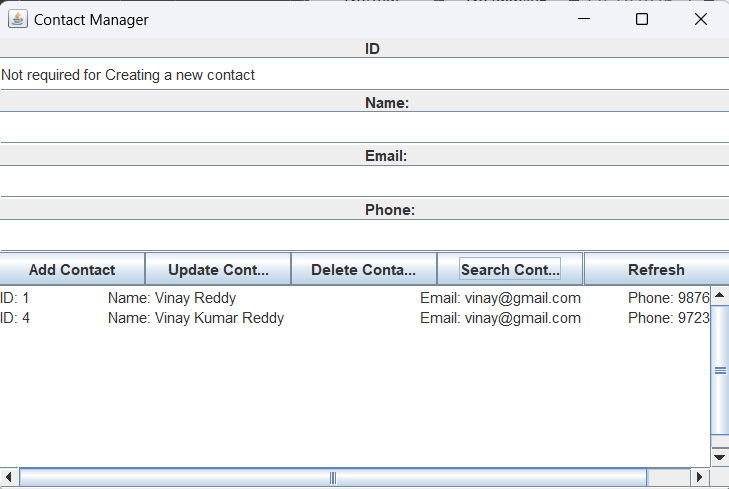 Contact Manager
ID
Not required for Creating a new contact
Name:
Email:
Phone:
Add Contact Update Cont... Delete Conta... Search Cont... Refresh
ID: 1 Name: Vinay Reddy Email: vinay@gmail.com Phone: 9876
ID: 4 Name: Vinay Kumar Reddy Email: vinay@gmail.com Phone: 9723